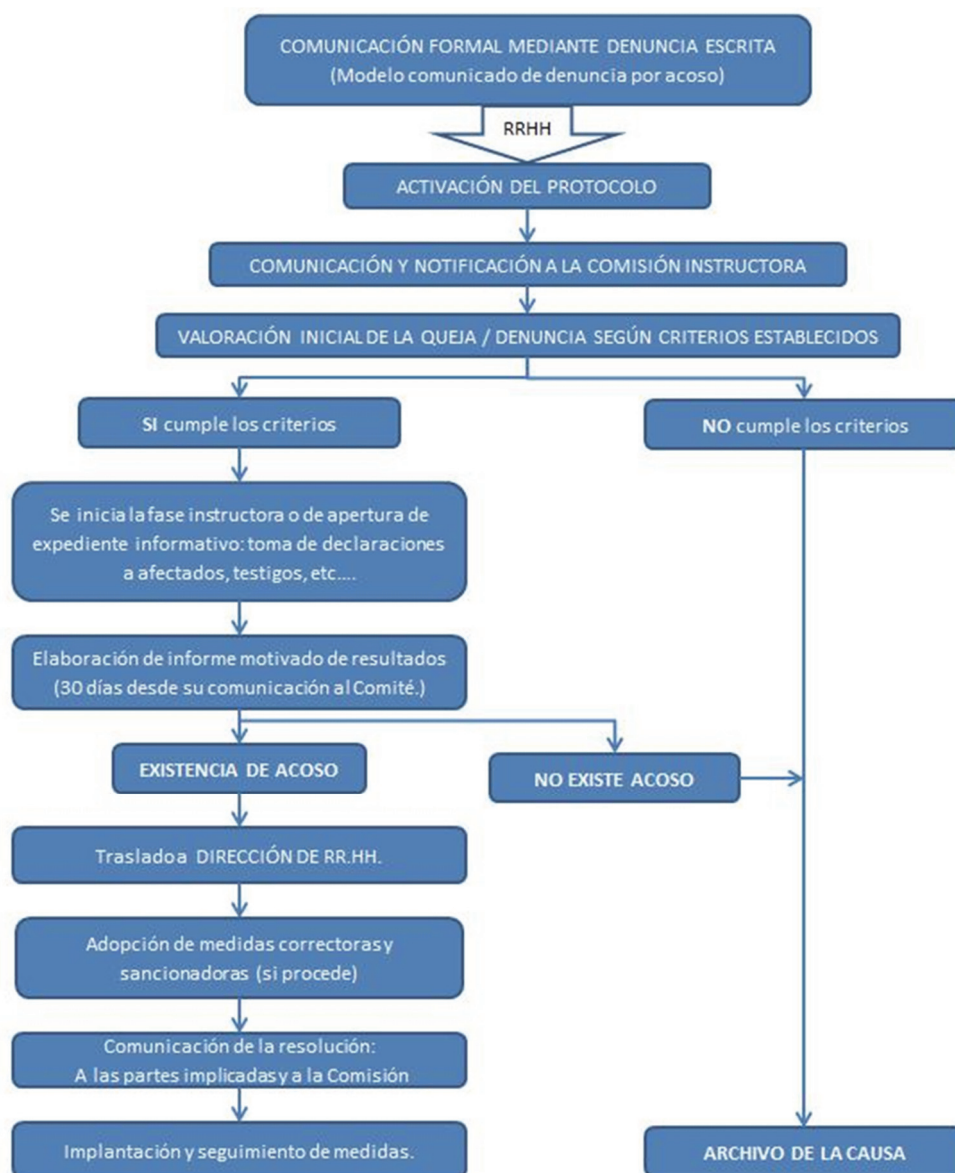 COMUNICACIÓN FORMAL MEDIANTE DENUNCIA ESCRITA
(Modelo comunicado de denuncia por acoso)
RRHH
ACTIVACIÓN DEL PROTOCOLO
COMUNICACIÓN Y NOTIFICACIÓN A LA COMISIÓN INSTRUCTORA
VALORACIÓN INICIAL DE LA QUEJA / DENUNCIA SEGÚN CRITERIOS ESTABLECIDOS
SI cumple los criterios
NO cumple los criterios
Se inicia la fase instructora o de apertura de
expediente informativo: toma de declaraciones
a afectados, testigos, etc....
Elaboración de informe motivado de resultados
(30 días desde su comunicación al Comité.)
EXISTENCIA DE ACOSO
NO EXISTE ACOSO
Traslado a DIRECCIÓN DE RR.HH.
Adopción de medidas correctoras y
sancionadoras (si procede)
Comunicación de la resolución:
A las partes implicadas y a la Comisión
Implantación y seguimiento de medidas.
ARCHIVO DE LA CAUSA